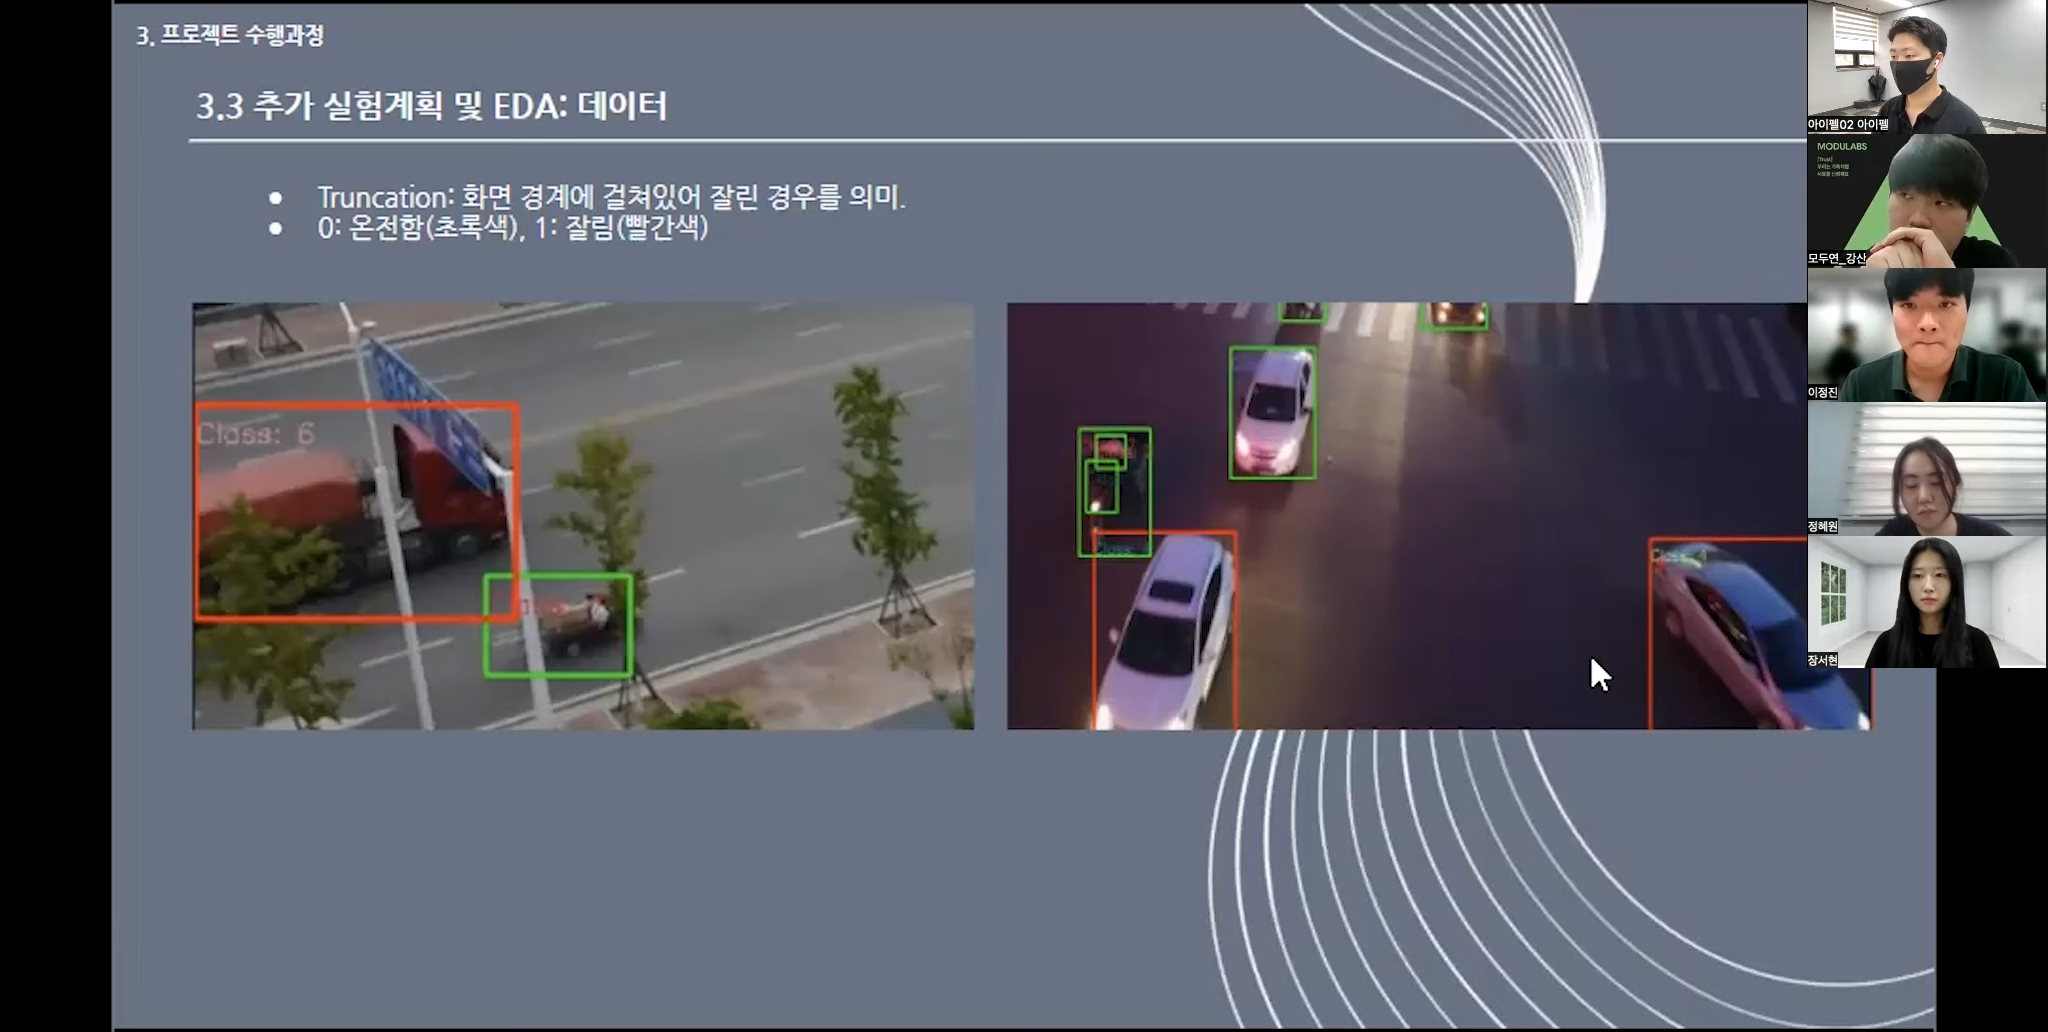 3. 프로젝트 수행과정
3.3 추가 실험계획 및 EDA: 데이터
● Truncation: 화면 경계에 걸쳐있어 잘린 경우를 의미.
● 0: 온전함(초록색), 1: 잘림(빨간색)
Class: 6
아이펠02 아이펠
MODULABS
[Trust]
모두연_강산
이정진
정혜원
장서현